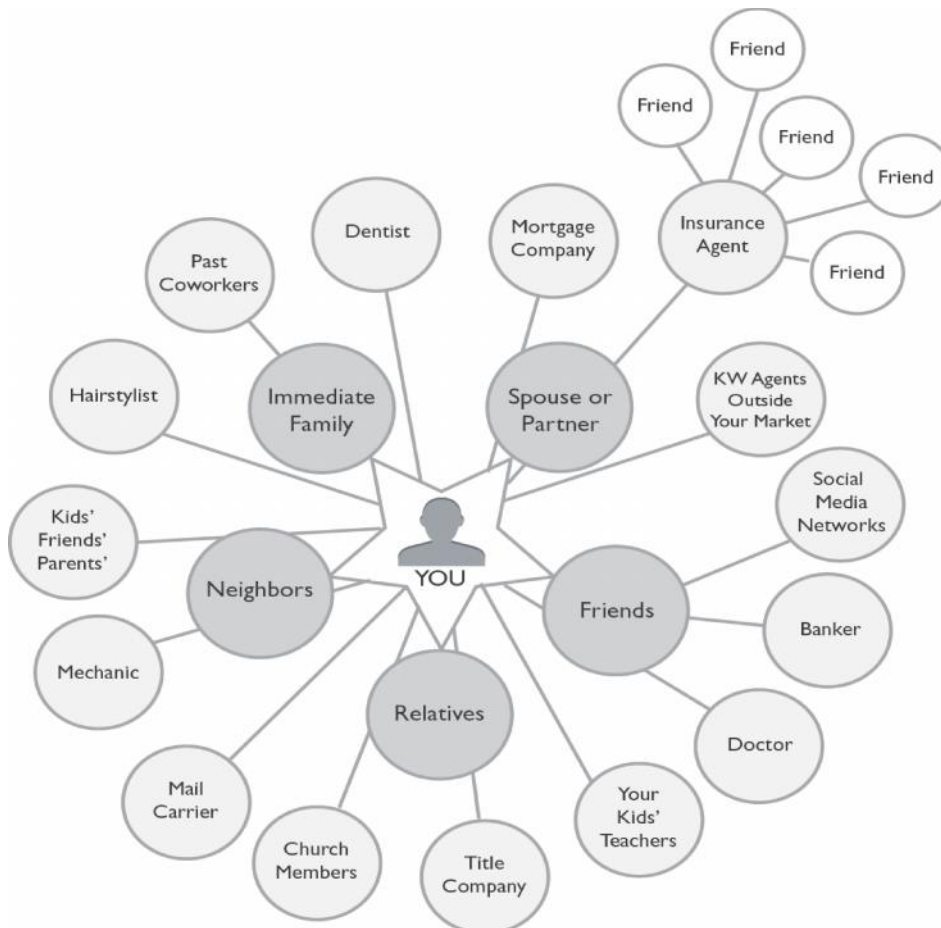 Friend
Friend
Friend
Friend
Friend
Insurance
Agent
Mortgage
Company
Dentist
Past
Coworkers
Hairstylist
Immediate
Family
Spouse or
Partner
KW Agents
Outside
Your Market
Social
Media
Networks
Kids'
Friends'
Parents'
Neighbors
YOU
Friends
Banker
Mechanic
Relatives
Doctor
Mail
Carrier
Church
Members
Title
Company
Your
Kids'
Teachers